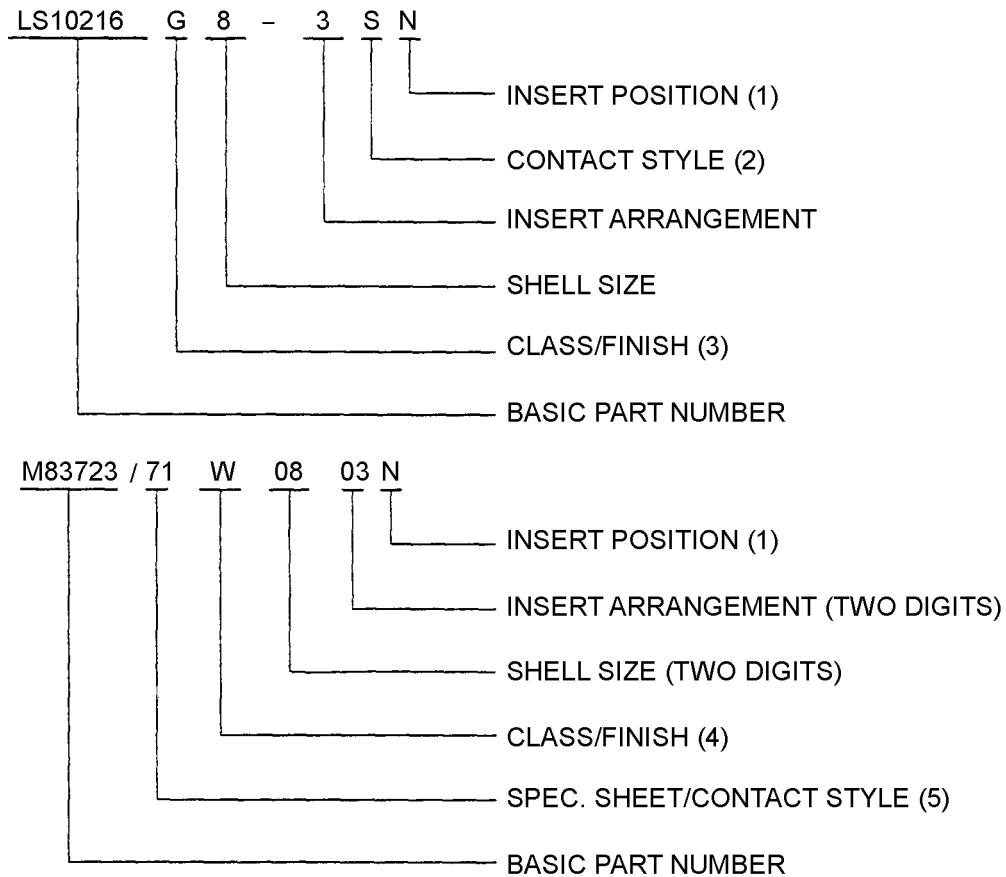 LS10216 G 8 – 3 S N
INSERT POSITION (1)
CONTACT STYLE (2)
INSERT ARRANGEMENT
SHELL SIZE
CLASS/FINISH (3)
BASIC PART NUMBER
M83723 / 71 W 08 03 N
INSERT POSITION (1)
INSERT ARRANGEMENT (TWO DIGITS)
SHELL SIZE (TWO DIGITS)
CLASS/FINISH (4)
SPEC. SHEET/CONTACT STYLE (5)
BASIC PART NUMBER